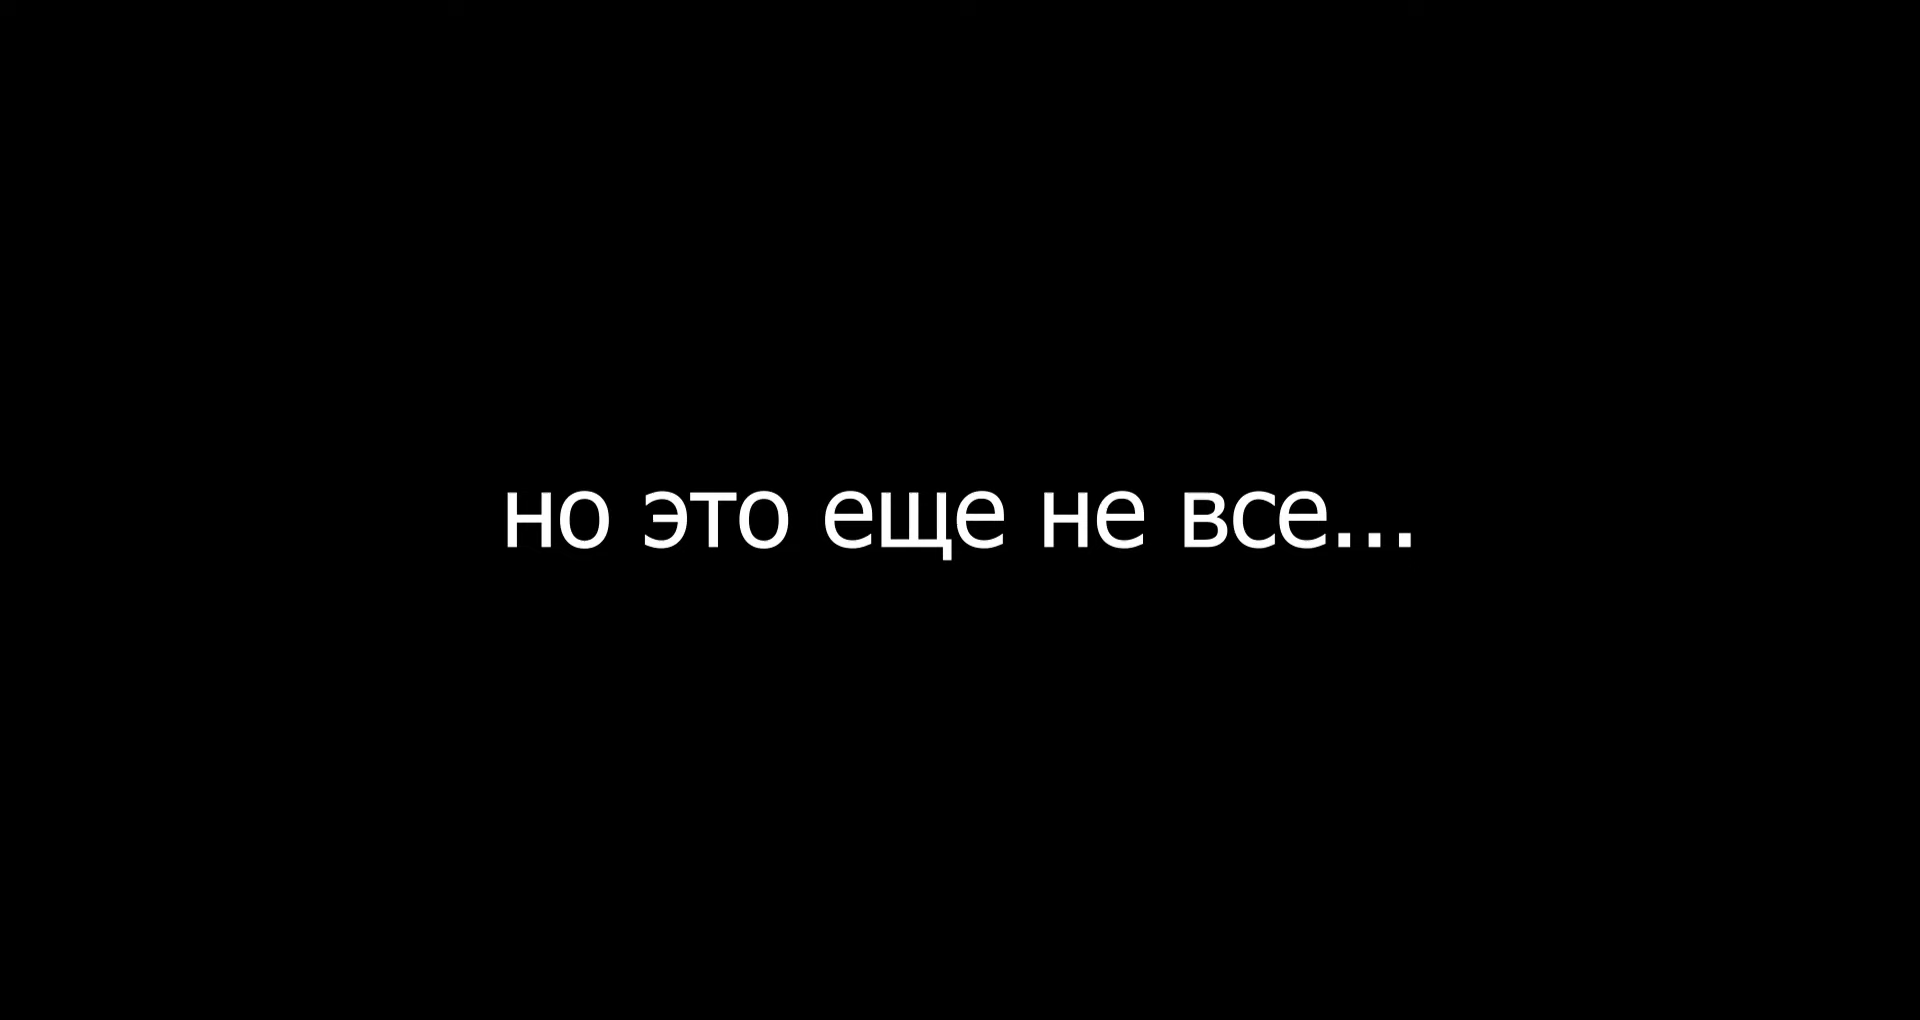 но это еще не все...